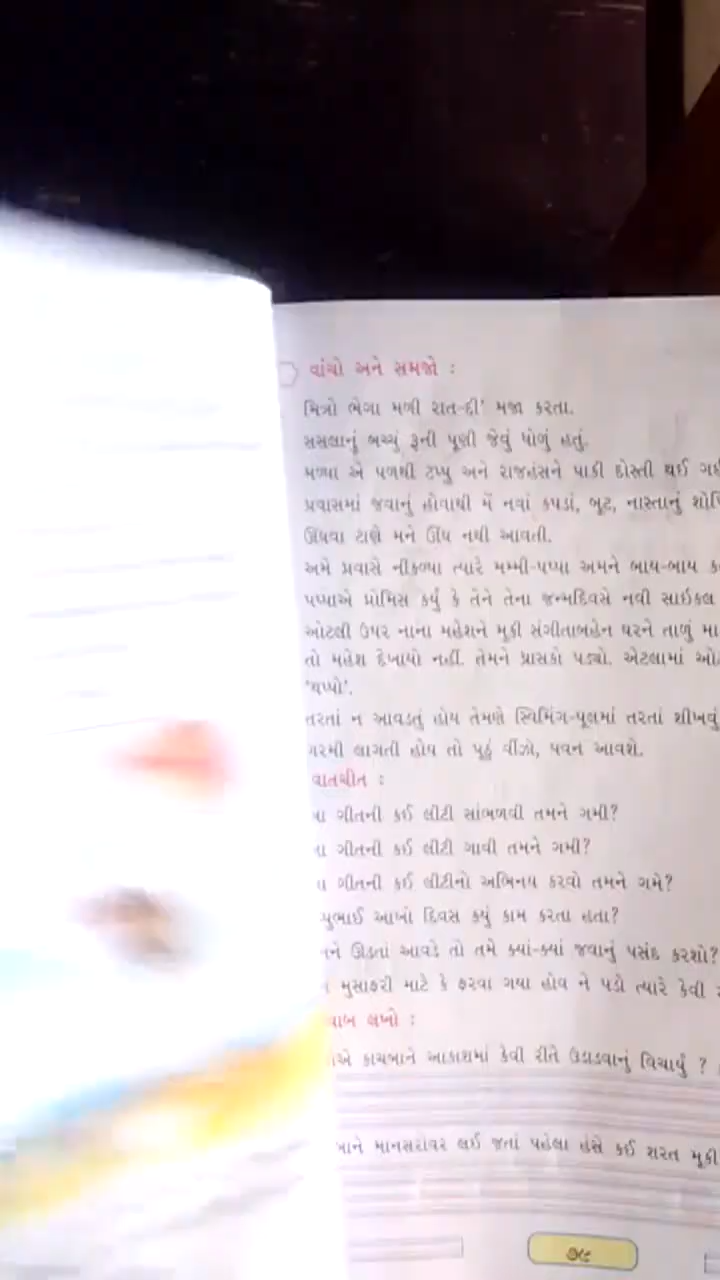 વાંચો અને સમજો :
મિત્રો ભેગા મળી રાત-દી' મજા કરતા.
સસલાનું બચ્ચું રૂની પૂણી જેવું ધોળું હતું.
મળ્યા એ પળથી ટપ્પુ અને રાજહંસને પાકી દોસ્તી થઈ
પ્રવાસમાં જવાનું હોવાથી મેં નવાં કપડાં, બુટ, નાસ્તાનું
ઊંઘવા ટાણે મને ઊંઘ નથી આવતી.
અમે પ્રવાસે નીકળ્યા ત્યારે મમ્મી-પપ્પા અમને બાય-બાય
પપ્પાએ પ્રોમિસ કર્યું કે તેને તેના જન્મદિવસે નવી સાઈકલ
ઓટલી ઉપર નાના મહેશને મૂકી સંગીતાબહેન ઘરને તાળું
તો મહેશ દેખાયો નહીં. તેમને ધ્રાસકો પડ્યો. એટલામાં
'થપ્પો'.
તરતાં ન આવડતું હોય તેમણે સ્વિમિંગ-પૂલમાં તરતાં શીખવું
ગરમી લાગતી હોય તો પૂઠું વીંઝો, પવન આવશે.
વાતચીત :
ગીતની કઈ લીટી સાંભળવી તમને ગમી?
ગીતની કઈ લીટી ગાવી તમને ગમી?
ગીતની કઈ લીટીનો અભિનય કરવો તમને ગમે?
આખો દિવસ કયું કામ કરતા હતા?
ઊડતાં આવડે તો તમે ક્યાં-ક્યાં જવાનું પસંદ કરશો?
મુસાફરી માટે કે ફરવા ગયા હોવ ને પડો ત્યારે કેવી
લખો :
કાચબાને આકાશમાં કેવી રીતે ઉડાડવાનું વિચાર્યું ?
માનસરોવર લઈ જતાં પહેલા હંસે કઈ શરત મૂકી
૭૯